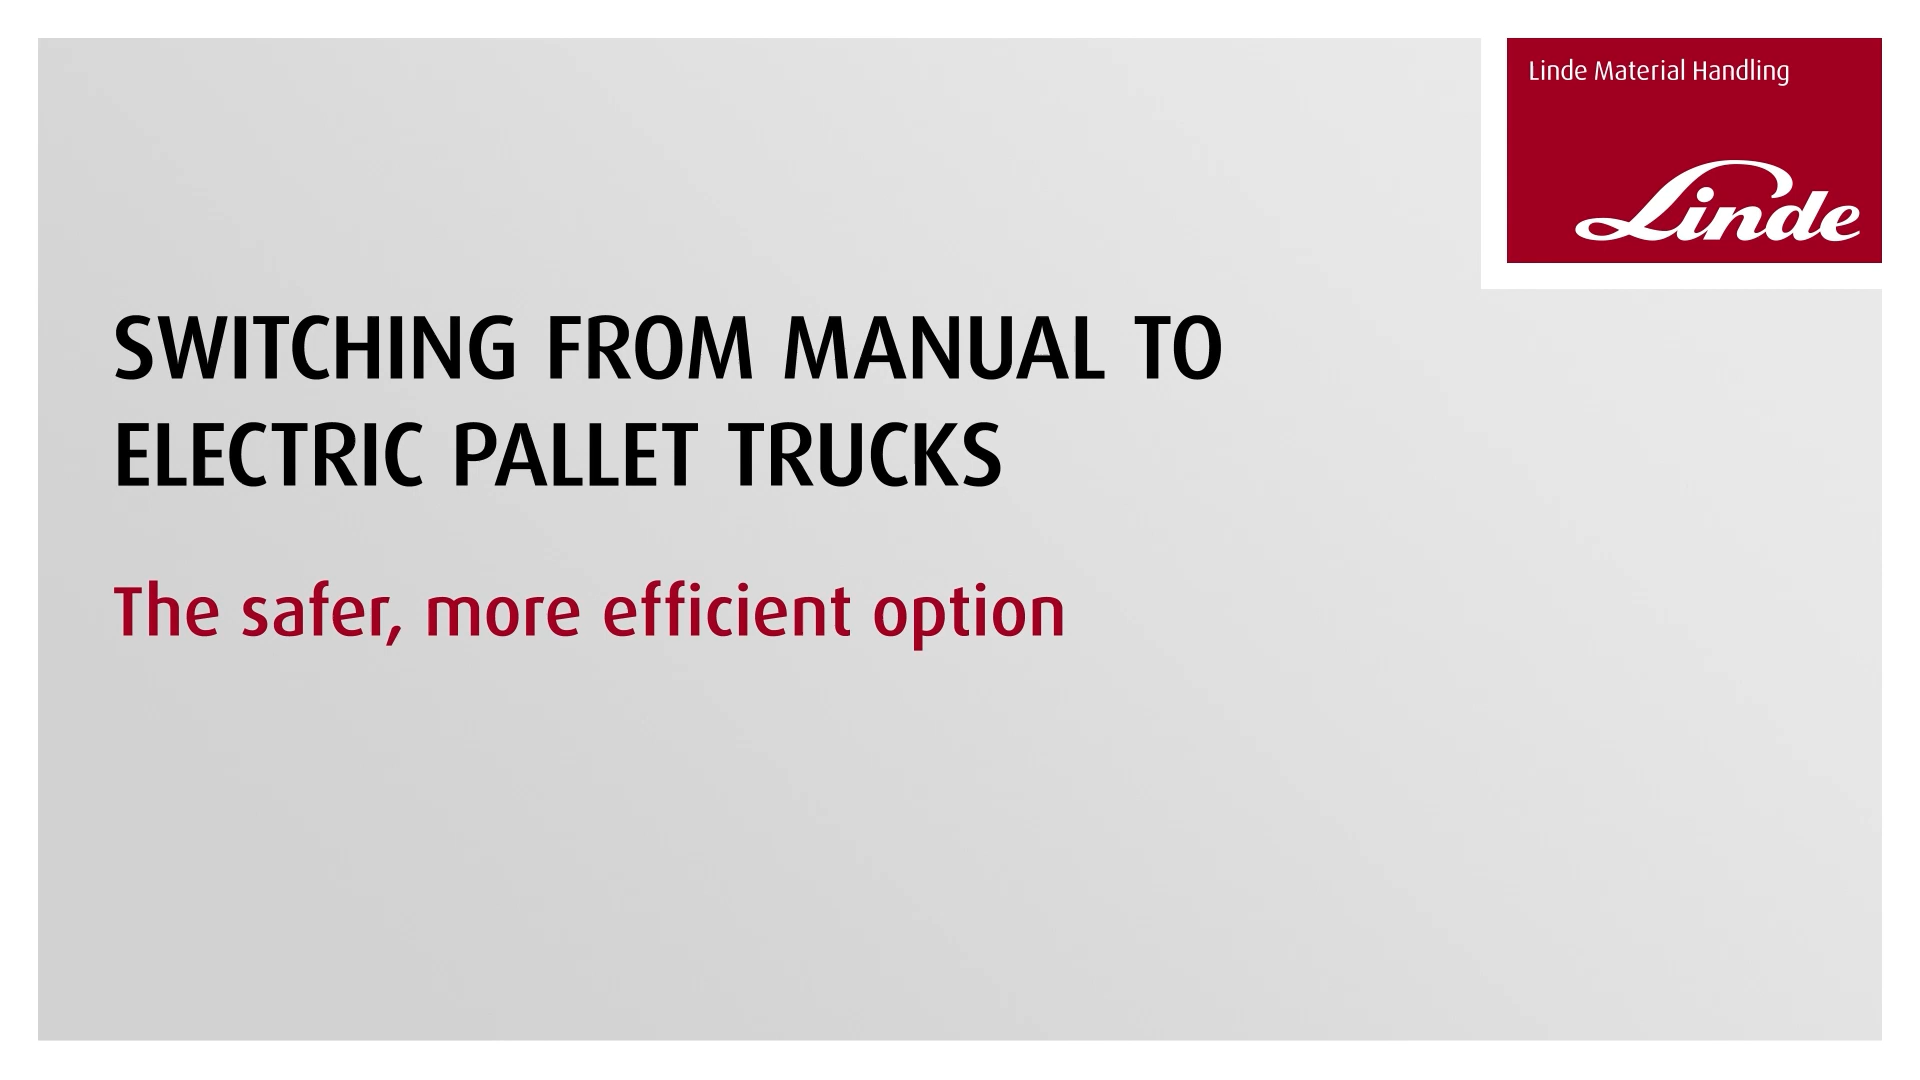 Linde Material Handling
Linde
SWITCHING FROM MANUAL TO
ELECTRIC PALLET TRUCKS
The safer, more efficient option